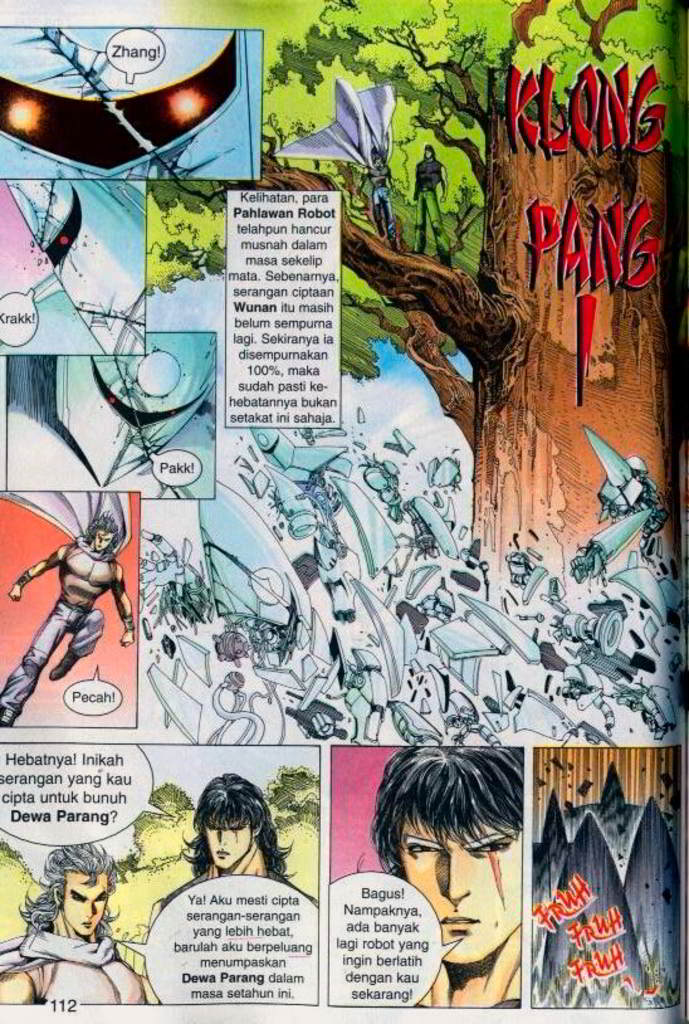 Zhang!
KLONG
PANG
!
Krakk!
Kelihatan, para
Pahlawan Robot
telahpun hancur
musnah dalam
masa sekelip
mata. Sebenarnya,
serangan ciptaan
Wunan itu masih
belum sempurna
lagi. Sekiranya ia
disempurnakan
100%, maka
sudah pasti ke-
hebatannya bukan
setakat ini sahaja.
Pakk!
Pecah!
Hebatnya! Inikah
serangan yang kau
cipta untuk bunuh
Dewa Parang?
Ya! Aku mesti cipta
serangan-serangan
yang lebih hebat,
barulah aku berpeluang
menumpaskan
Dewa Parang dalam
masa setahun ini.
Bagus!
Nampaknya,
ada banyak
lagi robot yang
ingin berlatih
dengan kau
sekarang!
FRUH
FRUH
FRUH
112